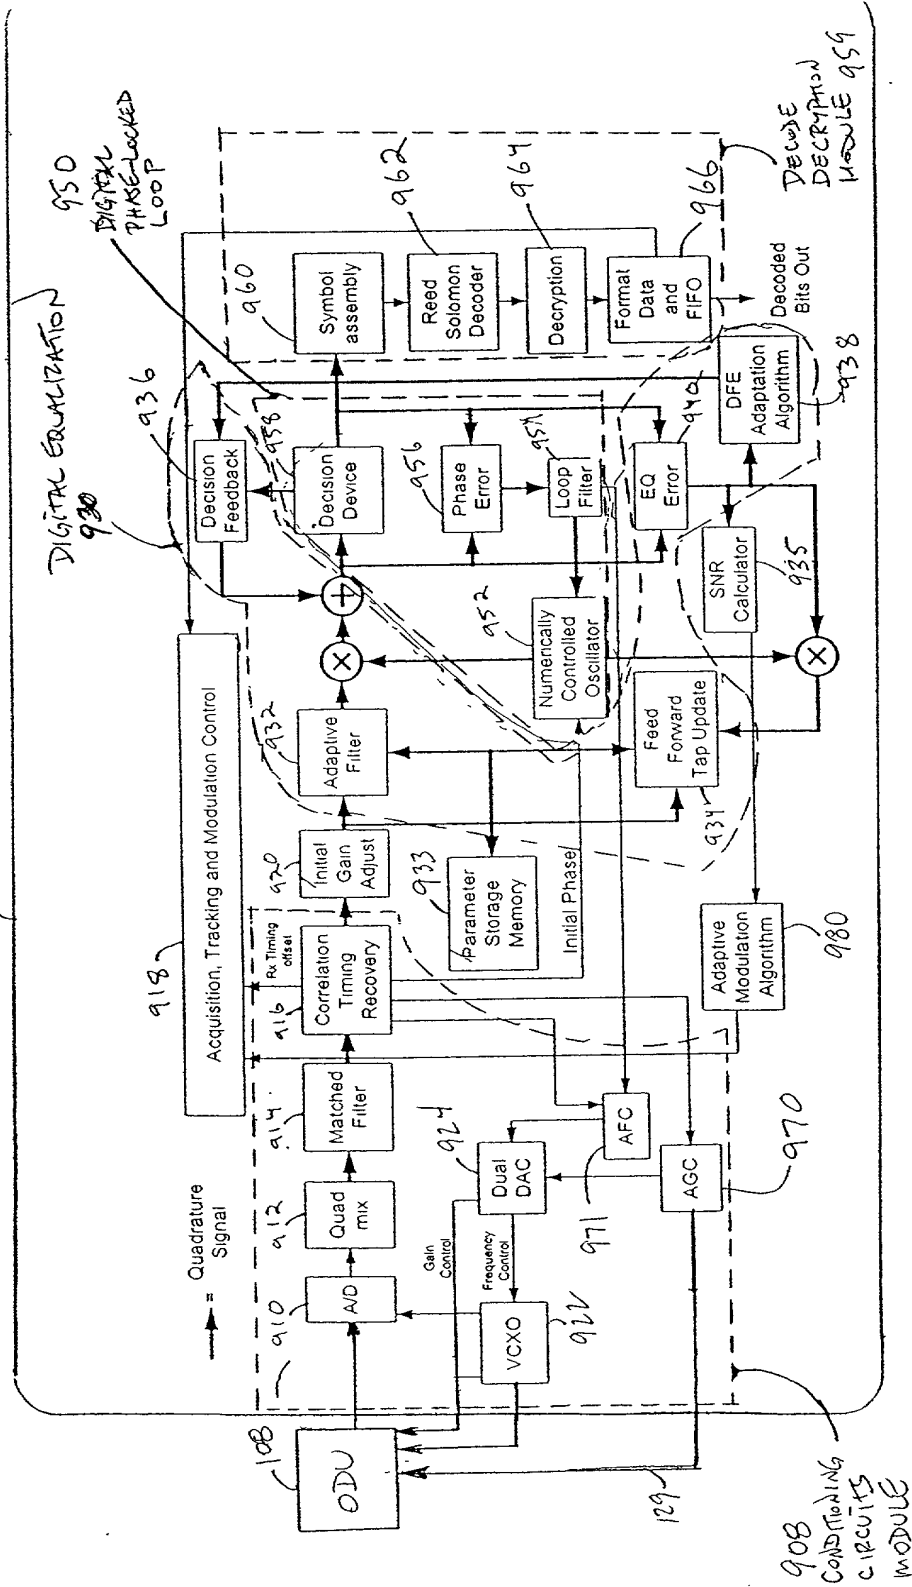 DIGITAL EQUALIZATION
930
950
DIGITAL
PHASE-LOCKED
LOOP
918
Acquisition, Tracking and Modulation Control
Quadrature
Signal
Rx Timing
offset
936
Decision
Feedback
960
Symbol
assembly
962
Reed
Solomon
Decoder
964
Decryption
966
Format
Data
and
FIFO
Decoded
Bits Out
DECODE
DECRYPTION
MODULE 959
108
ODU
910
A/D
912
Quad
mix
914
Matched
Filter
916
Correlation
Timing
Recovery
920
Initial
Gain
Adjust
932
Adaptive
Filter
X
+
958
Decision
Device
956
Phase
Error
957
Loop
Filter
940
EQ
Error
DFE
Adaptation
Algorithm
938
952
Numerically
Controlled
Oscillator
933
Parameter
Storage
Memory
Initial Phase
Feed
Forward
Tap Update
934
SNR
Calculator
935
X
Gain
Control
Frequency
Control
924
Dual
DAC
VCXO
922
AFC
971
AGC
970
Adaptive
Modulation
Algorithm
980
129
908
CONDITIONING
CIRCUITS
MODULE